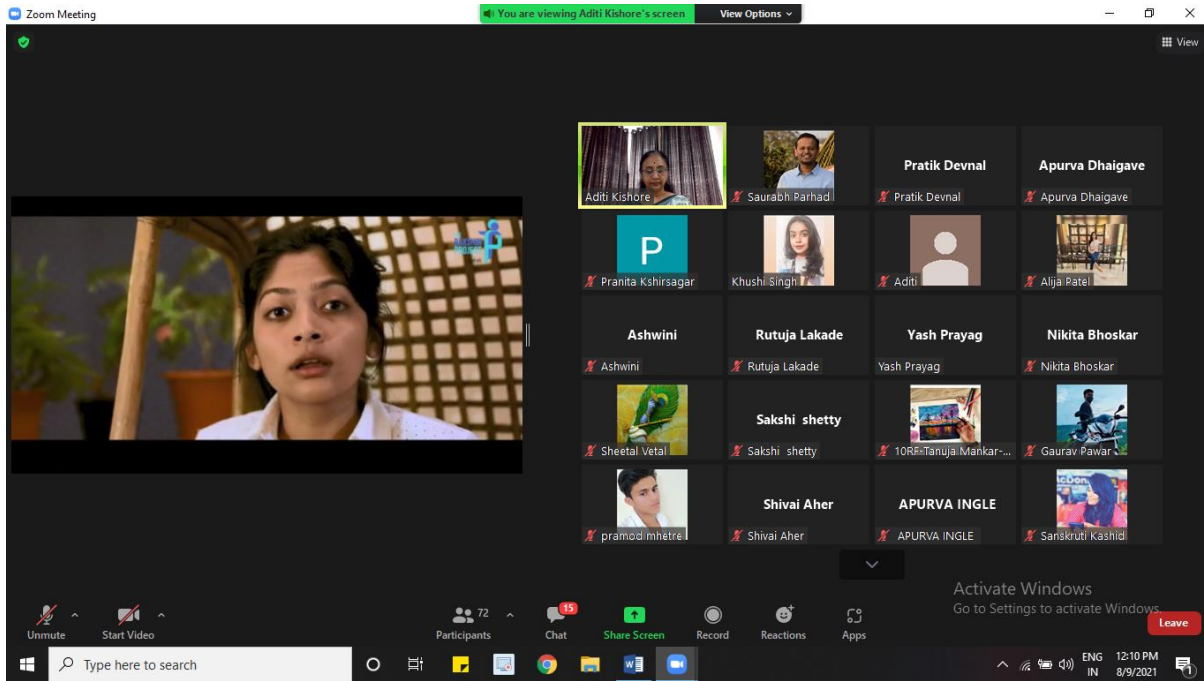 Zoom Meeting
You are viewing Aditi Kishore's screen
View Options
View
Aditi Kishore
Saurabh Parhad
Pratik Devnal
Pratik Devnal
Apurva Dhaigave
Apurva Dhaigave
P
Pranita Kshirsagar
Khushi Singh
Aditi
Alija Patel
Ashwini
Ashwini
Rutuja Lakade
Rutuja Lakade
Yash Prayag
Yash Prayag
Nikita Bhoskar
Nikita Bhoskar
Sheetal Vetal
Sakshi shetty
Sakshi shetty
10RF-Tanuja Mankar-...
Gaurav Pawar
pramod mhetre
Shivai Aher
Shivai Aher
APURVA INGLE
APURVA INGLE
Sanskruti Kashid
Activate Windows
Go to Settings to activate Windows.
Unmute
Start Video
72
Participants
15
Chat
Share Screen
Record
Reactions
Apps
Leave
Type here to search
ENG
IN
12:10 PM
8/9/2021
1